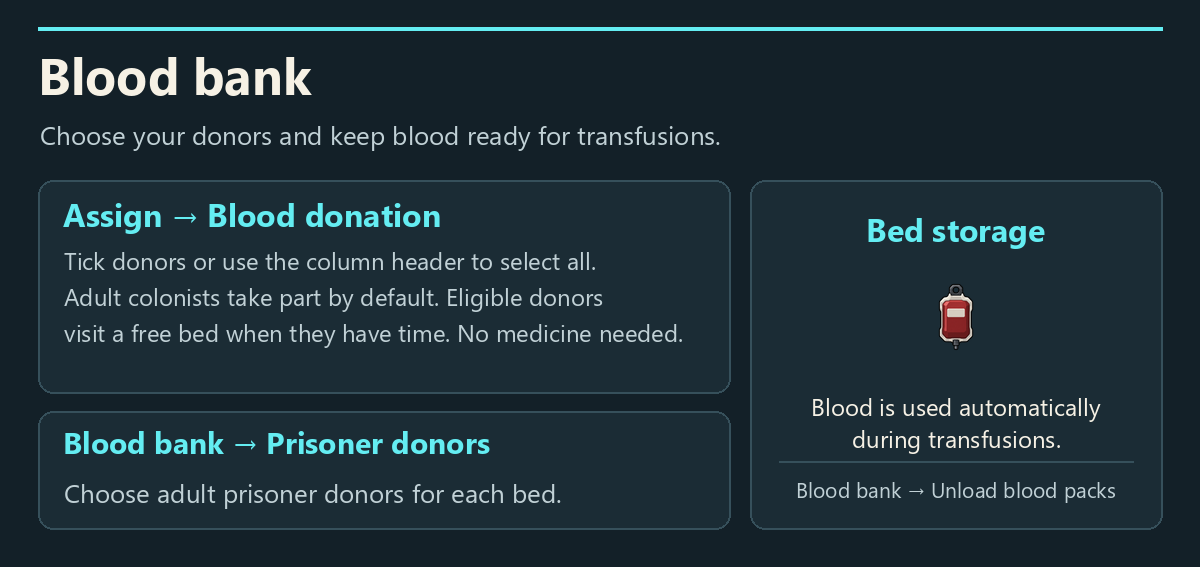 Blood bank
Choose your donors and keep blood ready for transfusions.
Assign → Blood donation
Tick donors or use the column header to select all.
Adult colonists take part by default. Eligible donors
visit a free bed when they have time. No medicine needed.
Blood bank → Prisoner donors
Choose adult prisoner donors for each bed.
Bed storage
Blood is used automatically
during transfusions.
Blood bank → Unload blood packs